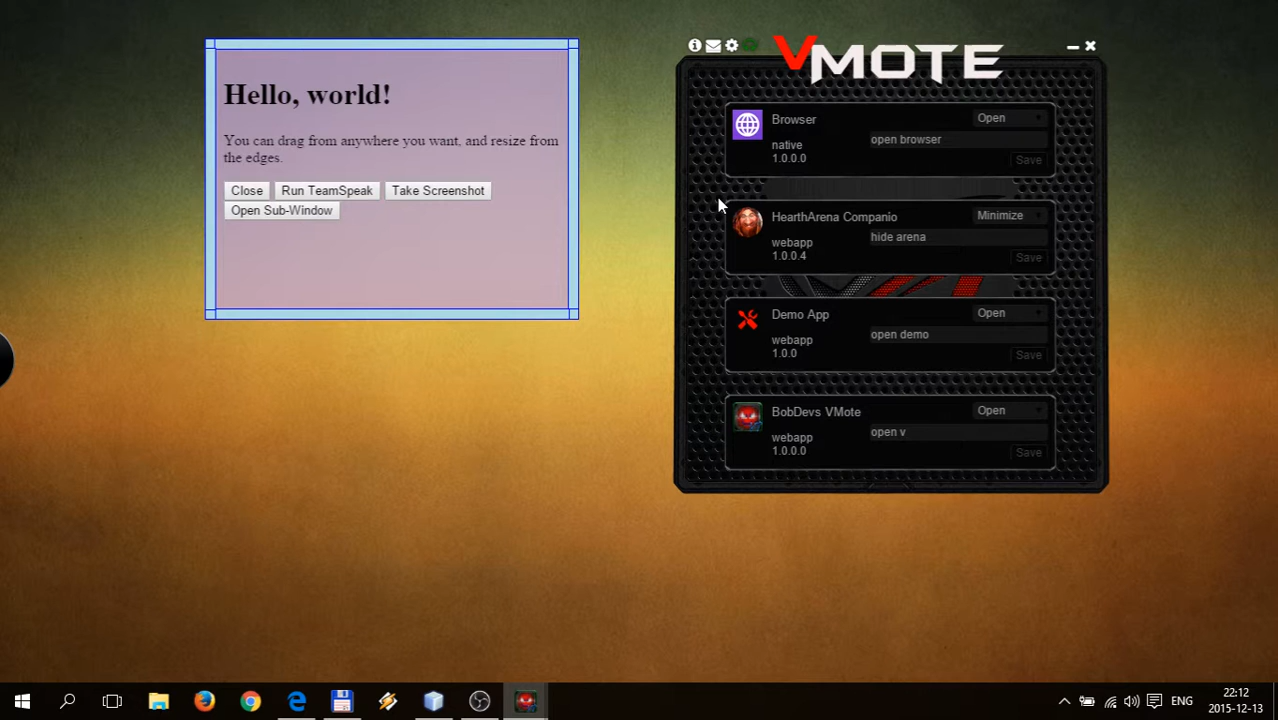 Hello, world!
You can drag from anywhere you want, and resize from
the edges.
Close Run TeamSpeak Take Screenshot
Open Sub-Window
VMOTE
Browser Open
native open browser
1.0.0.0 Save
HearthArena Companio Minimize
webapp hide arena
1.0.0.4 Save
Demo App Open
webapp open demo
1.0.0 Save
BobDevs VMote Open
webapp open v
1.0.0.0 Save
ENG
22:12
2015-12-13